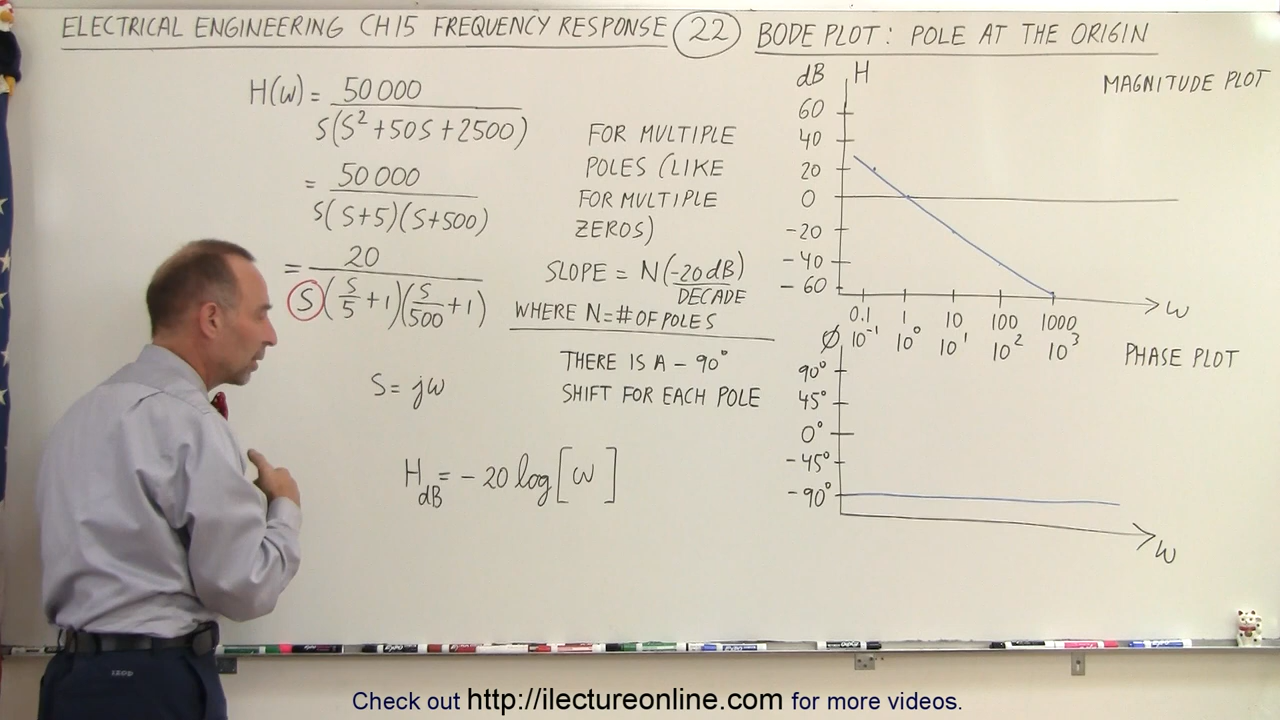 ELECTRICAL ENGINEERING CH15 FREQUENCY RESPONSE 22 BODE PLOT: POLE AT THE ORIGIN
H(ω) = 50 000 / S(S² + 50S + 2500)
= 50 000 / S(S+5)(S+500)
= 20 / S(S/5 + 1)(S/500 + 1)
S = jω
H dB = - 20 log [ω]
FOR MULTIPLE
POLES (LIKE
FOR MULTIPLE
ZEROS)
SLOPE = N(-20 dB / DECADE)
WHERE N = # OF POLES
THERE IS A - 90°
SHIFT FOR EACH POLE
dB H
MAGNITUDE PLOT
60
40
20
0
-20
-40
-60
ω
0.1 1 10 100 1000
10⁻¹ 10⁰ 10¹ 10² 10³
Ø
PHASE PLOT
90°
45°
0°
-45°
-90°
ω
IZOD
Check out http://ilectureonline.com for more videos.